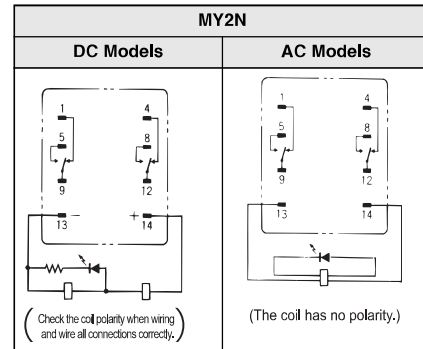 MY2N
DC Models
AC Models
1 4
5 8
9 12
13 − + 14
(Check the coil polarity when wiring
and wire all connections correctly.)
1 4
5 8
9 12
13 14
(The coil has no polarity.)